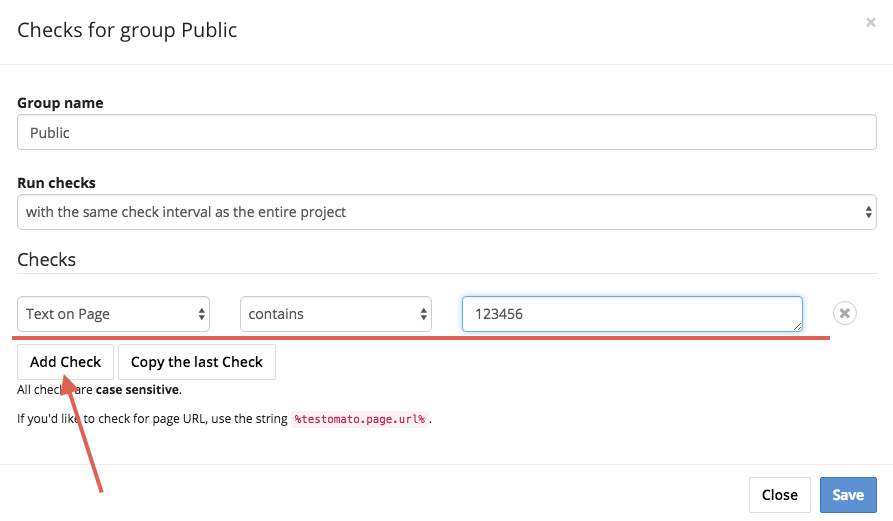 Checks for group Public
×
Group name
Public
Run checks
with the same check interval as the entire project
Checks
Text on Page contains 123456
Add Check Copy the last Check
All checks are case sensitive.
If you'd like to check for page URL, use the string %testomato.page.url% .
Close Save